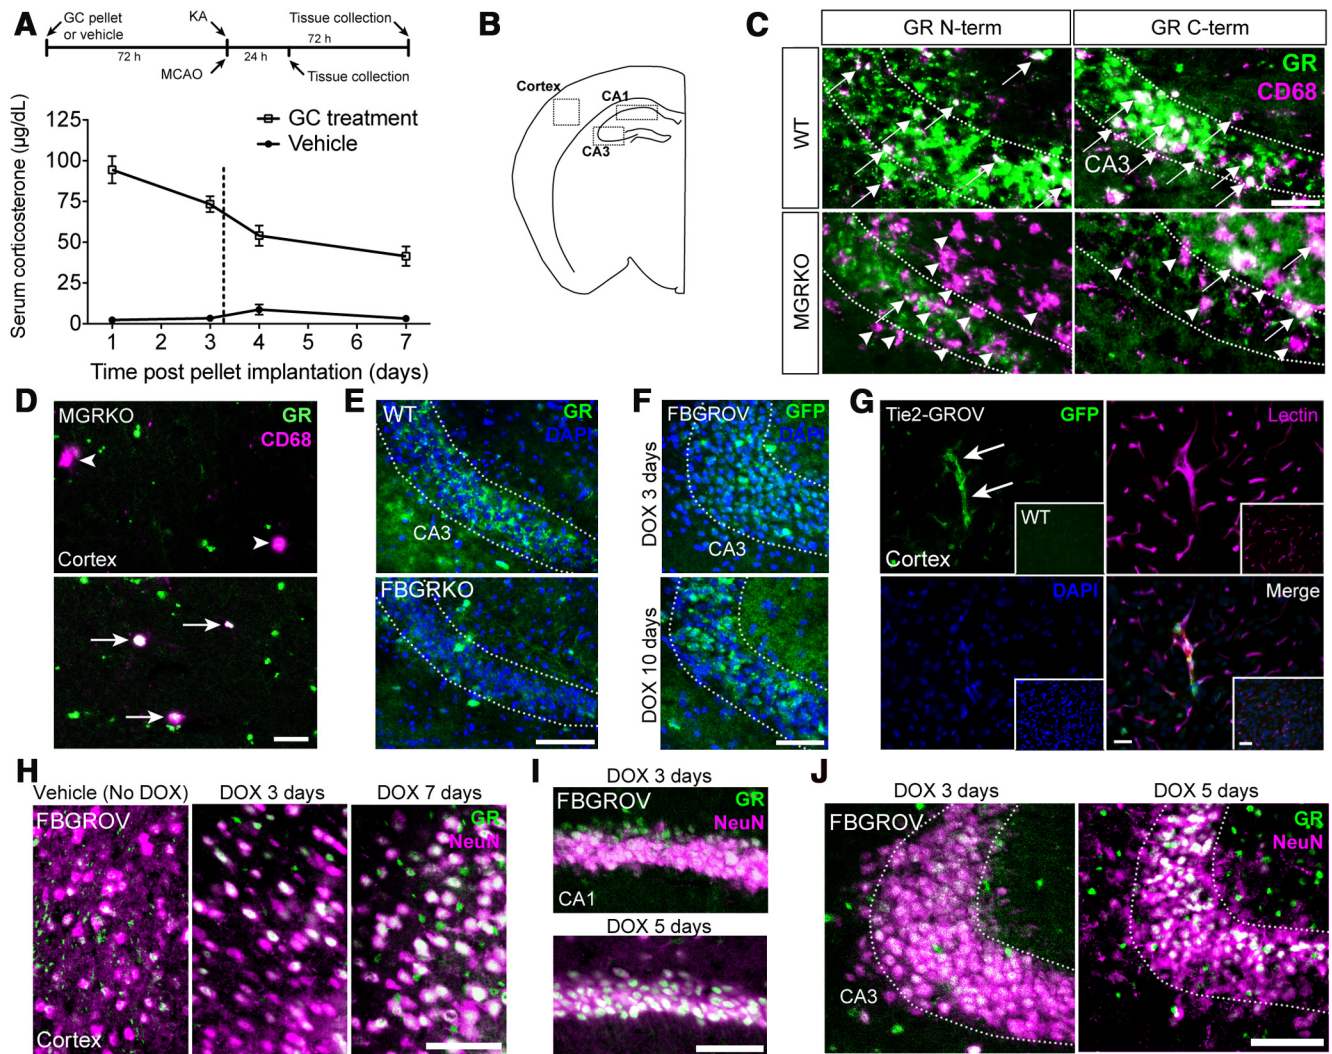 A
GC pellet
or vehicle
KA
Tissue collection
72 h
72 h
24 h
MCAO
Tissue collection
Serum corticosterone (µg/dL)
125
100
75
50
25
0
GC treatment
Vehicle
1 2 3 4 5 6 7
Time post pellet implantation (days)
B
Cortex
CA1
CA3
C
GR N-term
GR C-term
WT
GR
CD68
CA3
MGRKO
D
MGRKO
GR
CD68
Cortex
E
WT
GR
DAPI
CA3
FBGRKO
F
DOX 3 days
FBGROV
GFP
DAPI
CA3
DOX 10 days
G
Tie2-GROV
GFP
Lectin
WT
Cortex
DAPI
Merge
H
Vehicle (No DOX)
DOX 3 days
DOX 7 days
FBGROV
GR
NeuN
Cortex
I
DOX 3 days
FBGROV
GR
NeuN
CA1
DOX 5 days
J
DOX 3 days
DOX 5 days
FBGROV
GR
NeuN
CA3